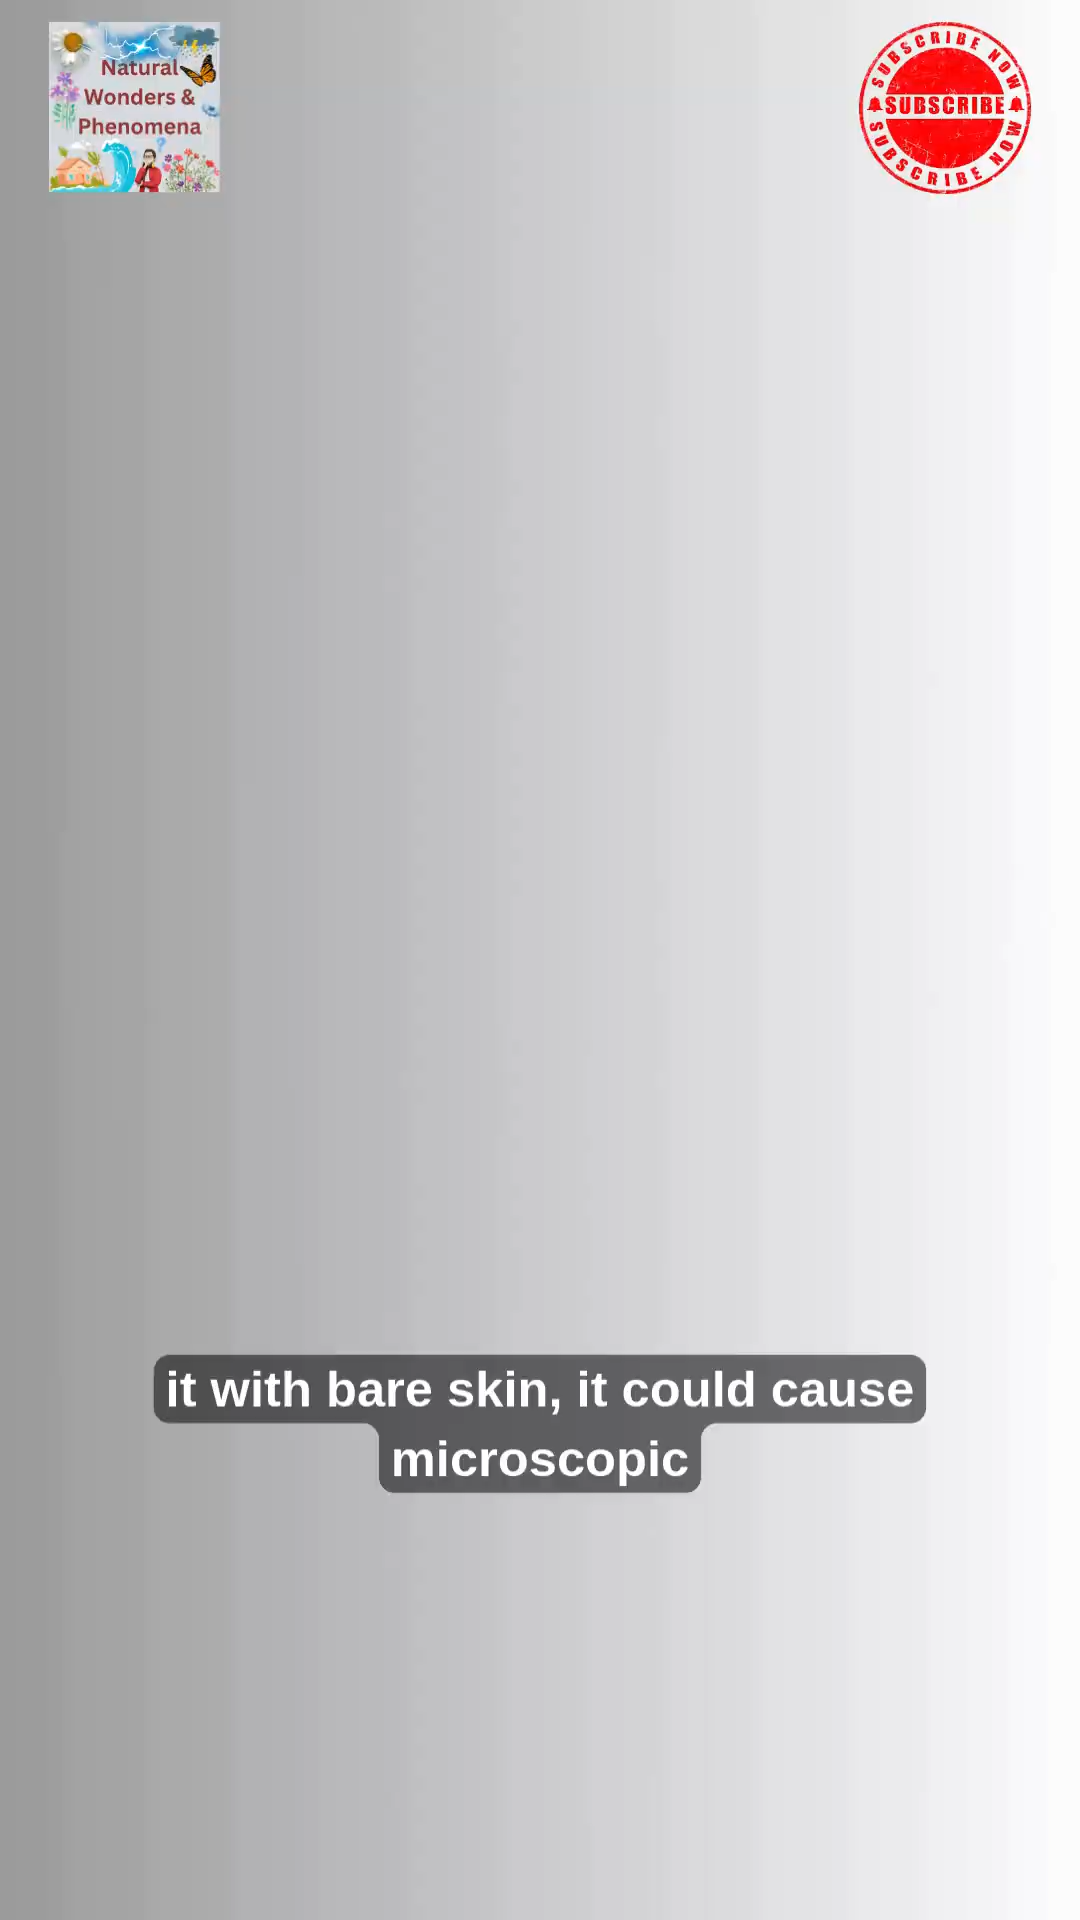 Natural
Wonders &
Phenomena
SUBSCRIBE NOW
SUBSCRIBE
SUBSCRIBE NOW
it with bare skin, it could cause
microscopic